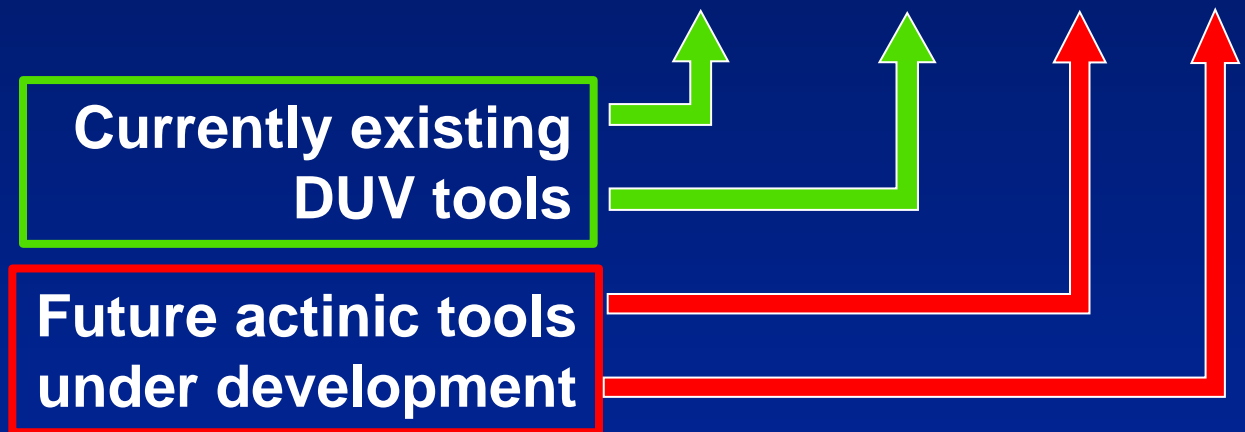 Currently existing
DUV tools
Future actinic tools
under development